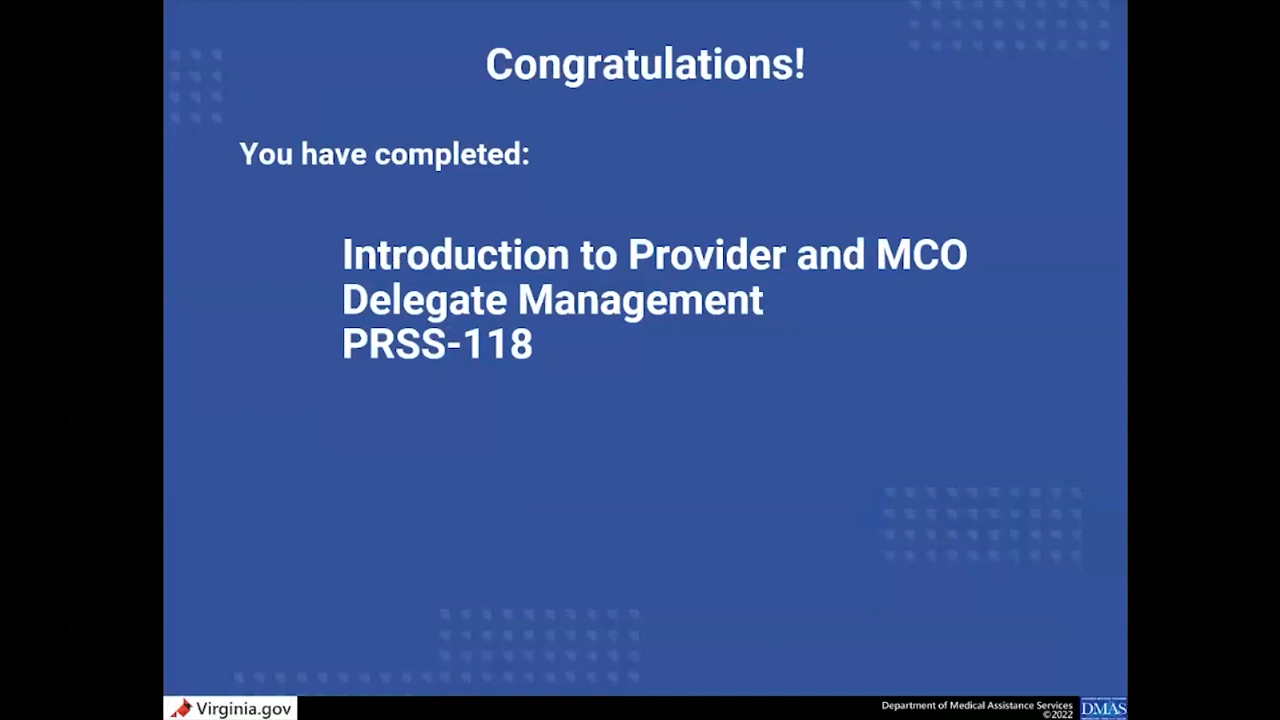 Congratulations!
You have completed:
Introduction to Provider and MCO
Delegate Management
PRSS-118
Virginia.gov
Department of Medical Assistance Services
©2022
DMAS